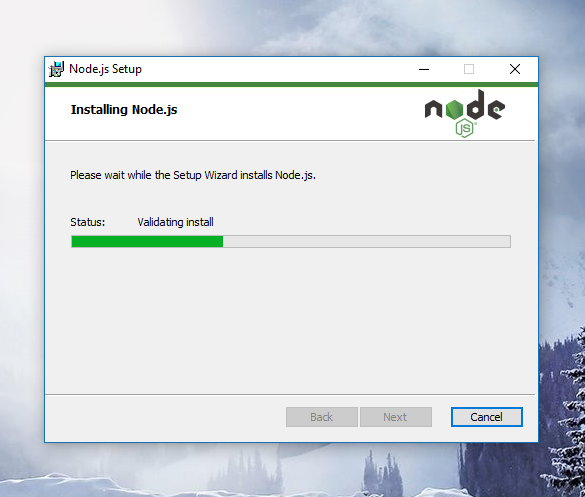 Node.js Setup
Installing Node.js
node
JS
Please wait while the Setup Wizard installs Node.js.
Status: Validating install
Back Next Cancel